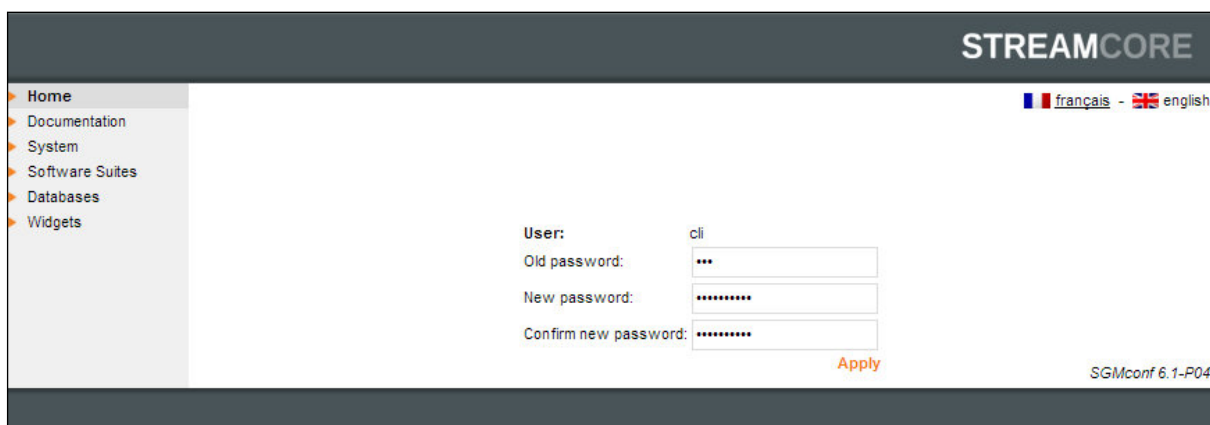 STREAMCORE
Home
Documentation
System
Software Suites
Databases
Widgets
français - english
User: cli
Old password: •••
New password: ••••••••••
Confirm new password: ••••••••••
Apply
SGMconf 6.1-P04